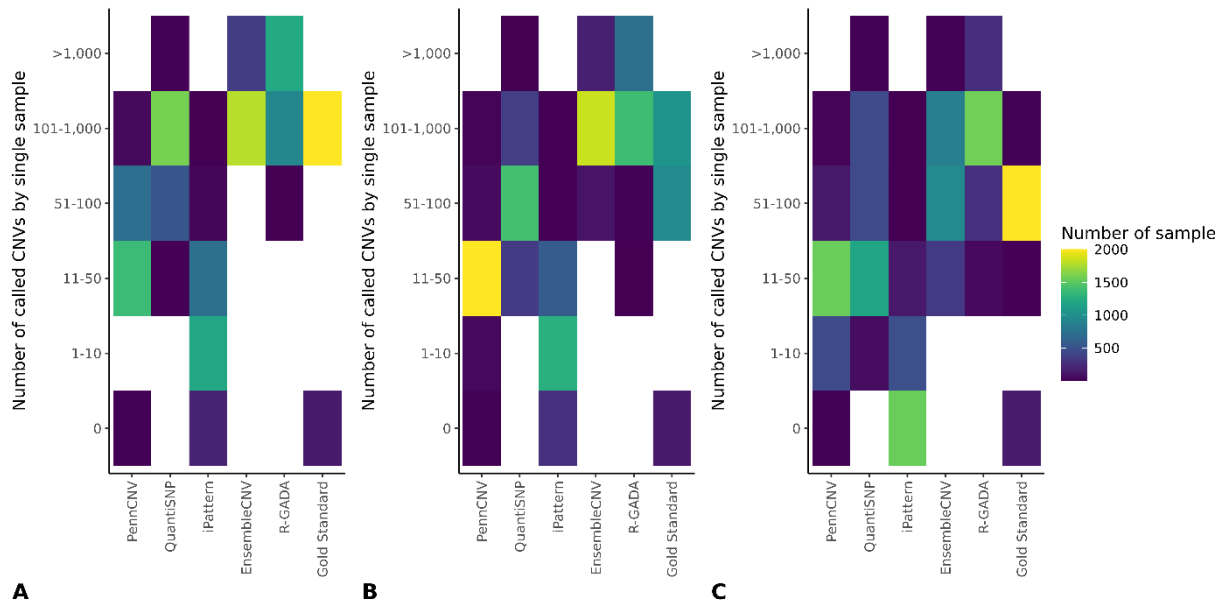 Number of called CNVs by single sample
>1,000
101-1,000
51-100
11-50
1-10
0
PennCNV
QuantiSNP
iPattern
EnsembleCNV
R-GADA
Gold Standard
A
Number of called CNVs by single sample
>1,000
101-1,000
51-100
11-50
1-10
0
PennCNV
QuantiSNP
iPattern
EnsembleCNV
R-GADA
Gold Standard
B
Number of called CNVs by single sample
>1,000
101-1,000
51-100
11-50
1-10
0
PennCNV
QuantiSNP
iPattern
EnsembleCNV
R-GADA
Gold Standard
C
Number of sample
2000
1500
1000
500